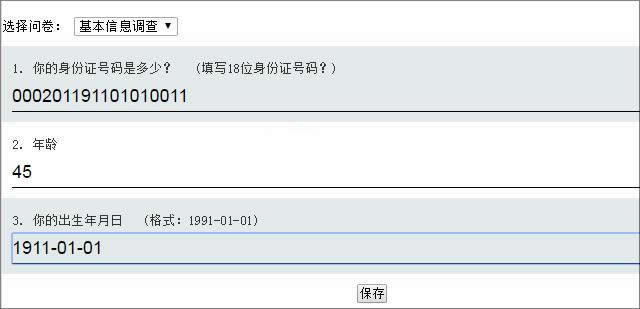 选择问卷： 基本信息调查
1. 你的身份证号码是多少？ （填写18位身份证号码？）
000201191101010011
2. 年龄
45
3. 你的出生年月日 （格式：1991-01-01）
1911-01-01
保存